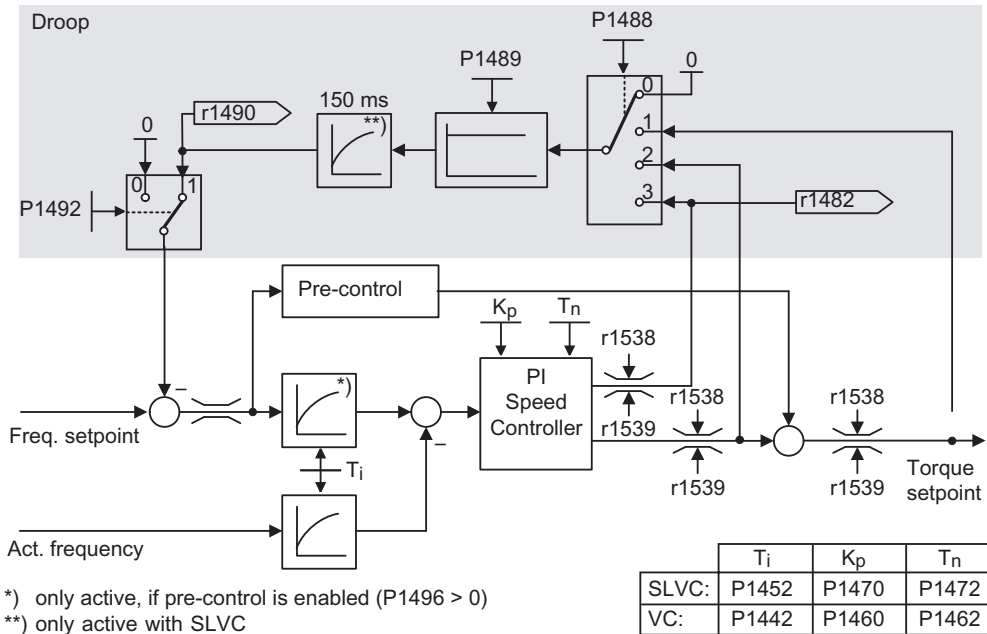 Droop
P1488
P1489
0
150 ms
0
r1490
**)
1
0
2
0
1
3
r1482
P1492
Pre-control
Kp
Tn
r1538
*)
PI
Speed
Controller
–
r1538
r1538
Freq. setpoint
–
r1539
Ti
r1539
r1539
Torque
setpoint
Act. frequency
Ti Kp Tn
SLVC: P1452 P1470 P1472
VC: P1442 P1460 P1462
*) only active, if pre-control is enabled (P1496 > 0)
**) only active with SLVC